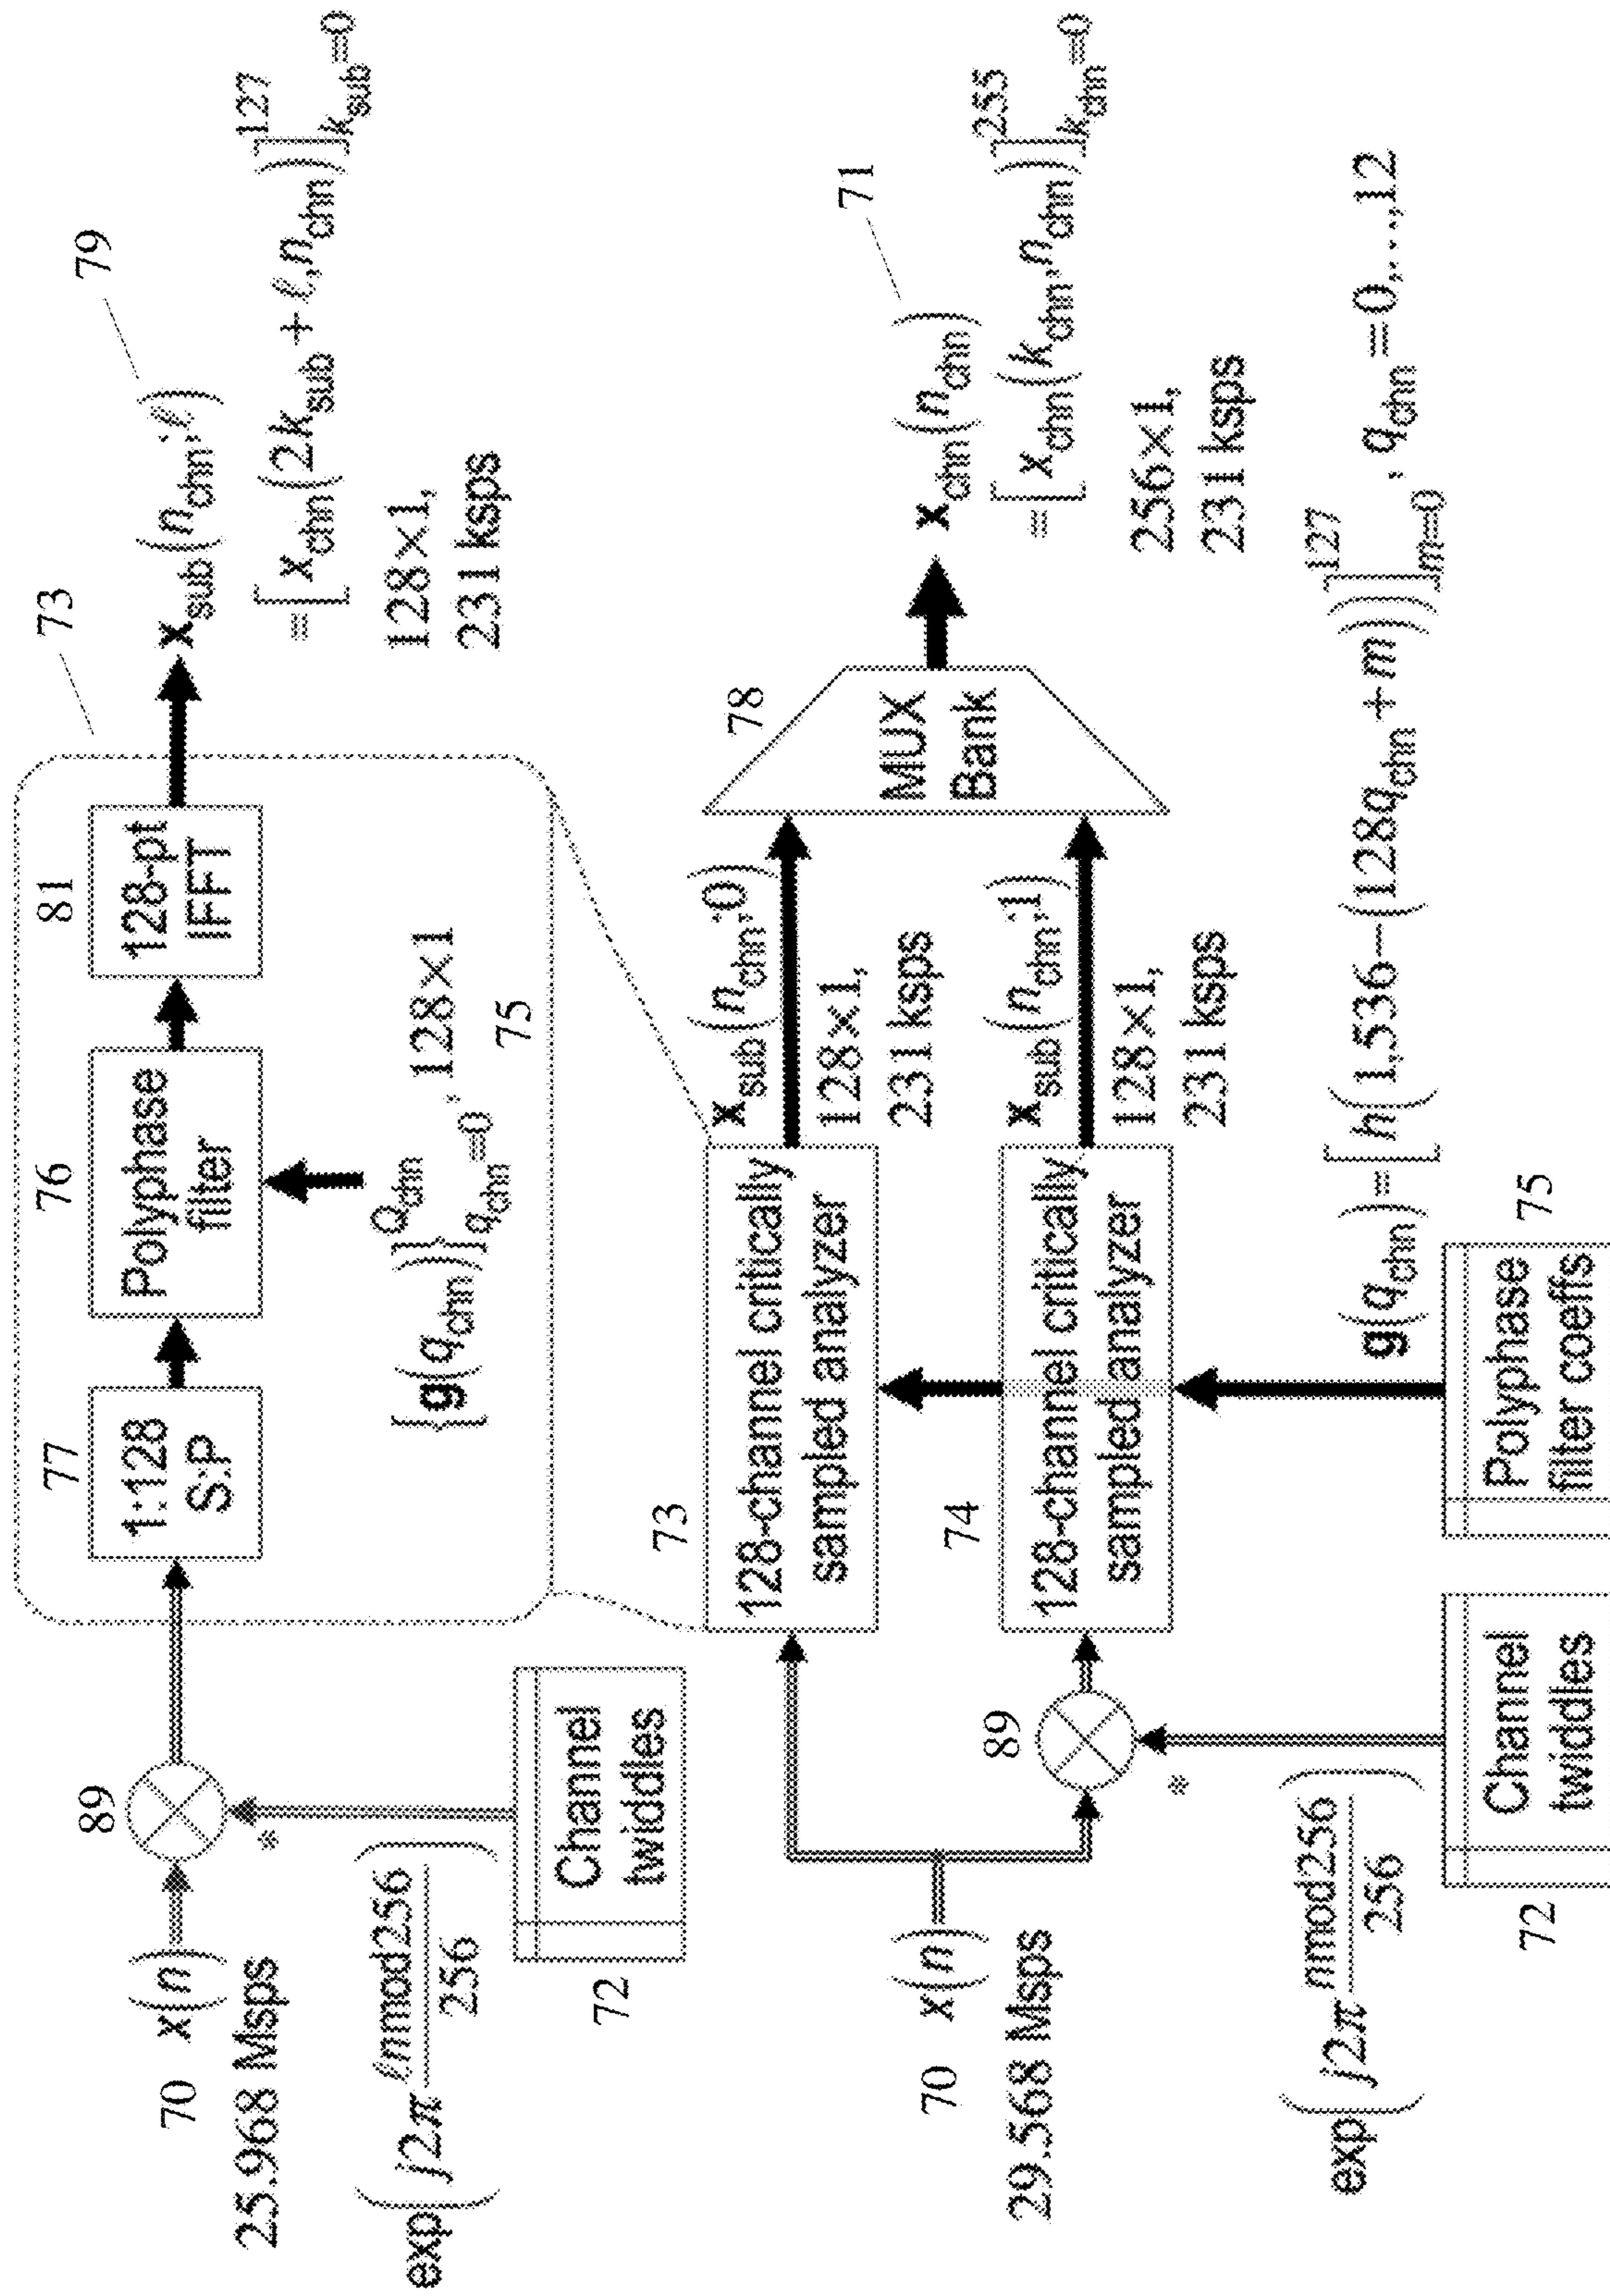 73
79
89
77
76
81
70 x(n)
25.968 Msps
1:128
S:P
Polyphase
filter
128-pt
IFFT
x_sub(n_chn;ℓ)
=[x_chn(2k_sub + ℓ,n_chn)]_{k_sub=0}^{127}
128×1,
231 ksps
*
exp(j2π ℓnmod256/256)
{g(q_chn)}_{q_chn=0}^{Q_chn}, 128×1
75
Channel
twiddles
72
73
128-channel critically
sampled analyzer
x_sub(n_chn;0)
128×1,
231 ksps
78
MUX
Bank
71
x_chn(n_chn)
=[x_chn(k_chn,n_chn)]_{k_chn=0}^{255}
256×1,
231 ksps
70 x(n)
29.568 Msps
89
74
128-channel critically
sampled analyzer
x_sub(n_chn;1)
128×1,
231 ksps
*
exp(j2π nmod256/256)
g(q_chn)=[h(1,536−(128q_chn+m))]_{m=0}^{127}, q_chn=0,...,12
72
Channel
twiddles
75
Polyphase
filter coeffs